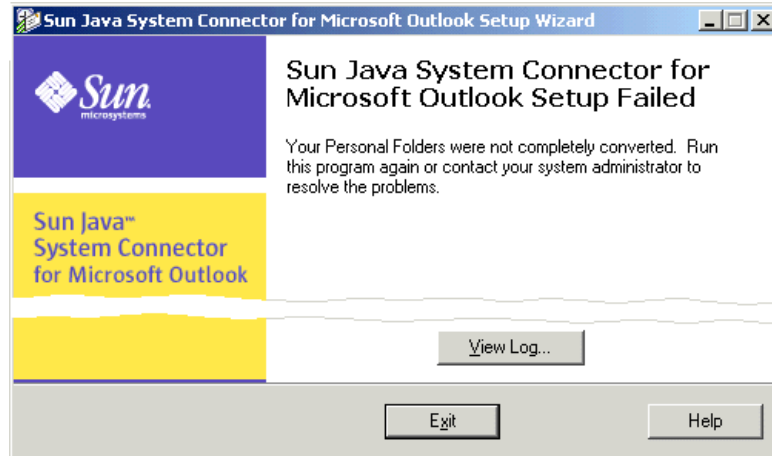 Sun Java System Connector for Microsoft Outlook Setup Wizard
Sun
microsystems
Sun Java System Connector for
Microsoft Outlook Setup Failed
Your Personal Folders were not completely converted. Run
this program again or contact your system administrator to
resolve the problems.
Sun Java™
System Connector
for Microsoft Outlook
View Log...
Exit
Help